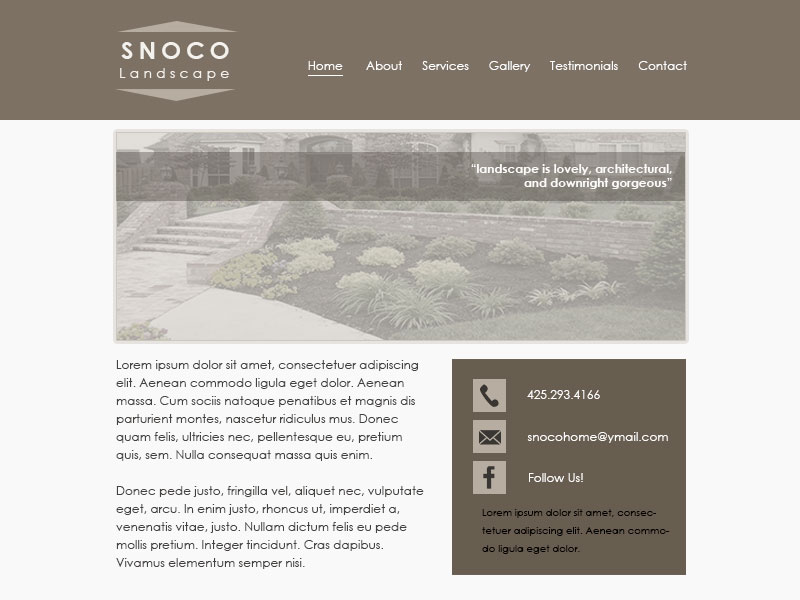 SNOCO
Landscape
Home About Services Gallery Testimonials Contact
“landscape is lovely, architectural,
and downright gorgeous”
Lorem ipsum dolor sit amet, consectetuer adipiscing
elit. Aenean commodo ligula eget dolor. Aenean
massa. Cum sociis natoque penatibus et magnis dis
parturient montes, nascetur ridiculus mus. Donec
quam felis, ultricies nec, pellentesque eu, pretium
quis, sem. Nulla consequat massa quis enim.
Donec pede justo, fringilla vel, aliquet nec, vulputate
eget, arcu. In enim justo, rhoncus ut, imperdiet a,
venenatis vitae, justo. Nullam dictum felis eu pede
mollis pretium. Integer tincidunt. Cras dapibus.
Vivamus elementum semper nisi.
425.293.4166
snocohome@ymail.com
Follow Us!
Lorem ipsum dolor sit amet, consec-
tetuer adipiscing elit. Aenean commo-
do ligula eget dolor.